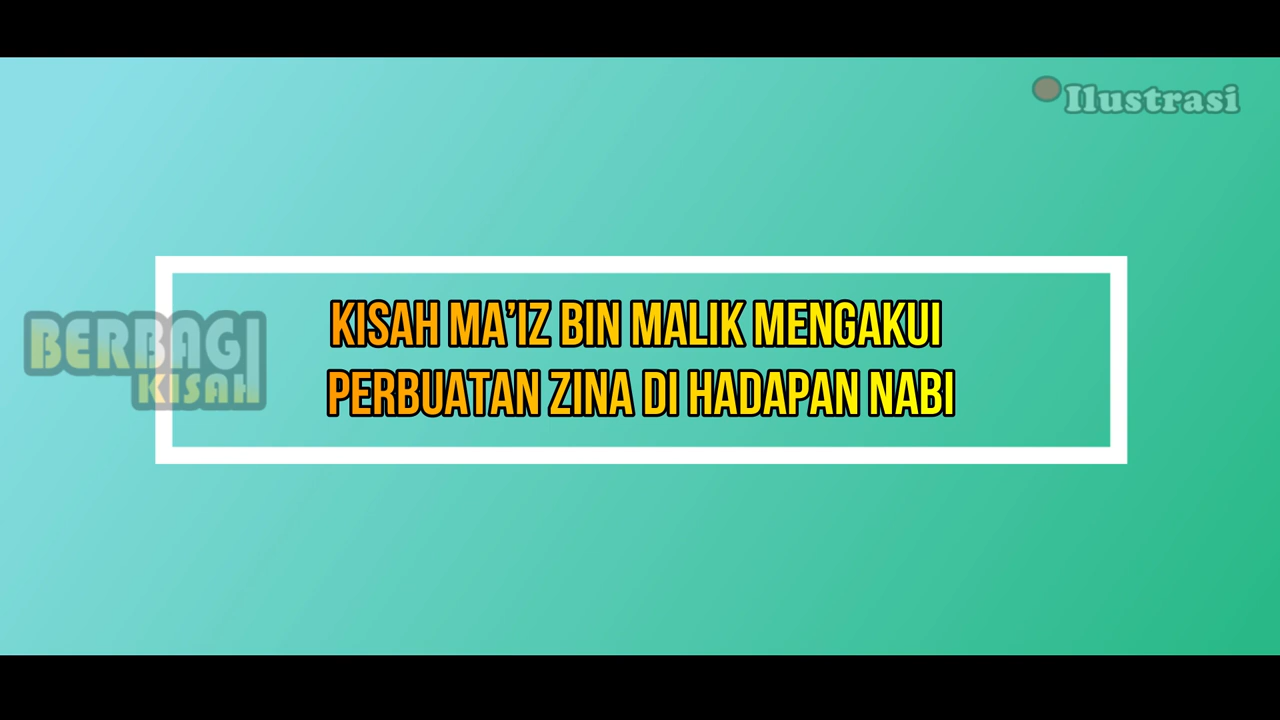 Ilustrasi
BERBAGI
KISAH
KISAH MA’IZ BIN MALIK MENGAKUI
PERBUATAN ZINA DI HADAPAN NABI